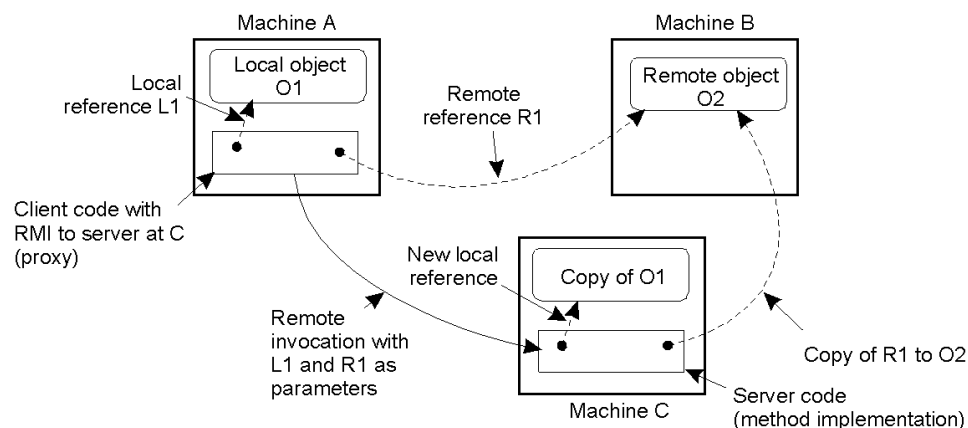 Machine A
Machine B
Local object
O1
Remote object
O2
Local
reference L1
Remote
reference R1
Client code with
RMI to server at C
(proxy)
New local
reference
Copy of O1
Remote
invocation with
L1 and R1 as
parameters
Copy of R1 to O2
Server code
(method implementation)
Machine C